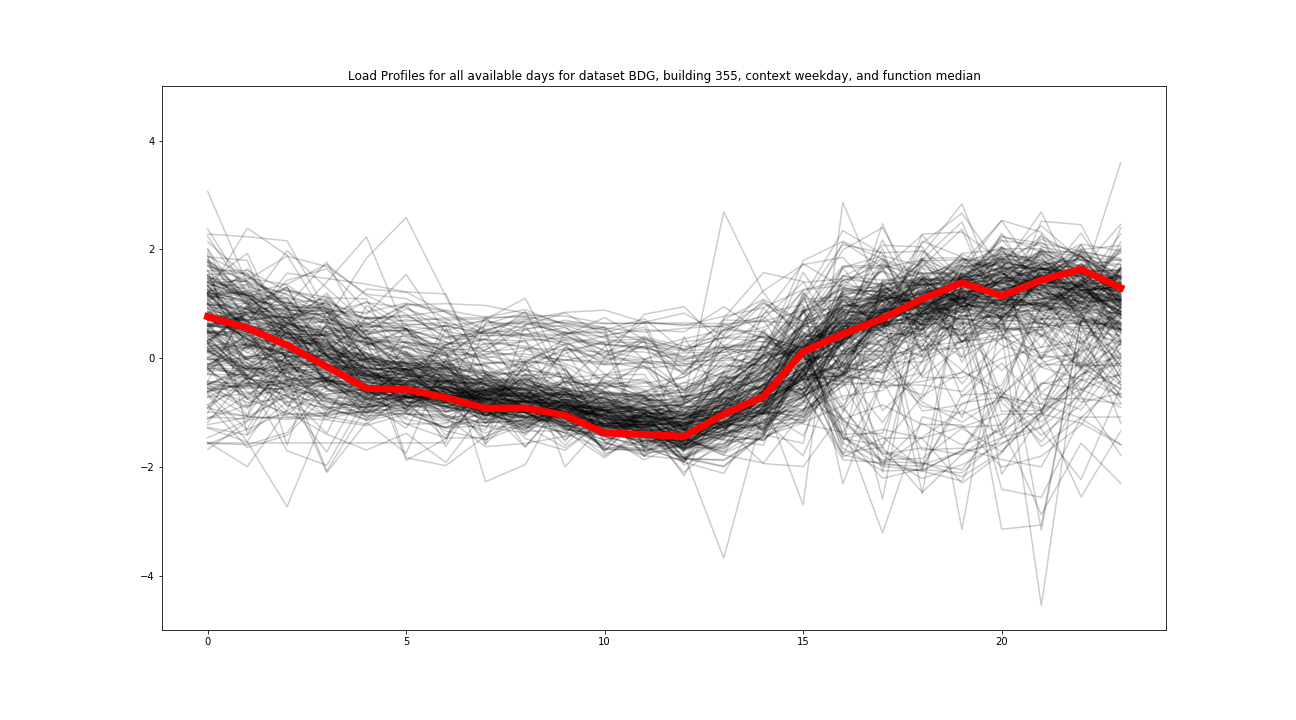 Load Profiles for all available days for dataset BDG, building 355, context weekday, and function median
4
2
0
−2
−4
0 5 10 15 20